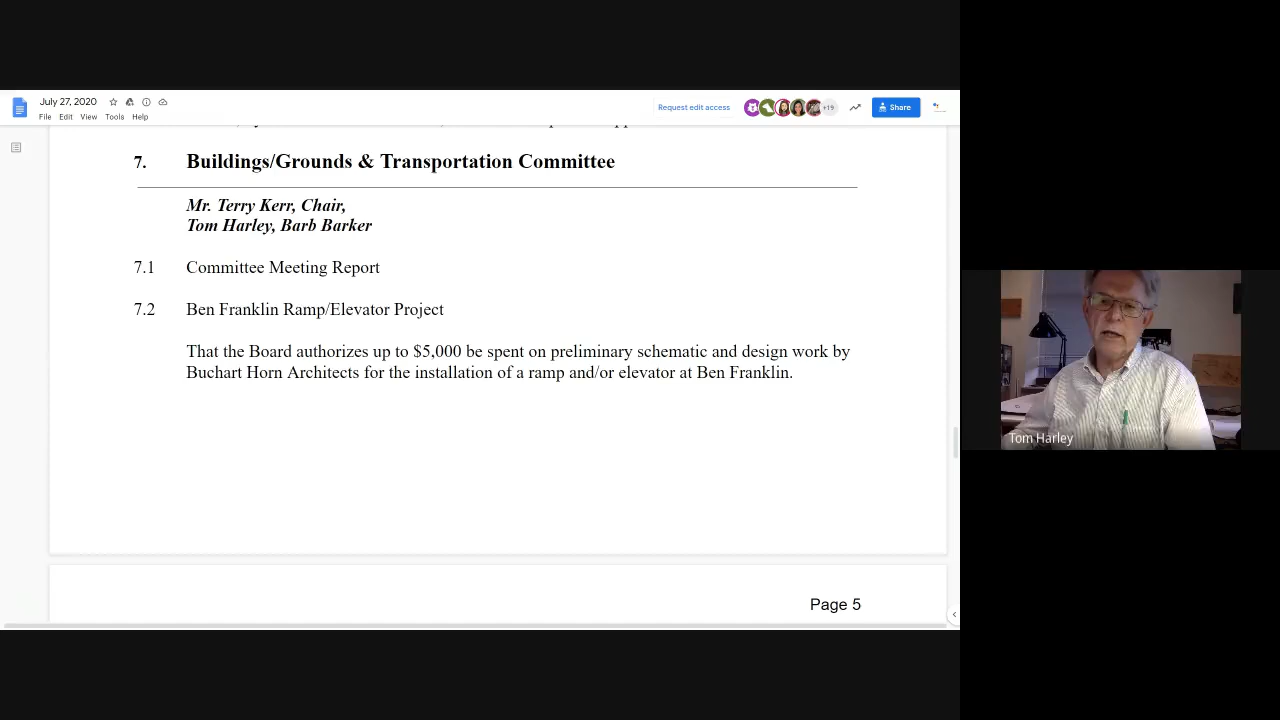 July 27, 2020
File Edit View Tools Help
Request edit access
+19
Share
7. Buildings/Grounds & Transportation Committee
Mr. Terry Kerr, Chair,
Tom Harley, Barb Barker
7.1 Committee Meeting Report
7.2 Ben Franklin Ramp/Elevator Project
That the Board authorizes up to $5,000 be spent on preliminary schematic and design work by
Buchart Horn Architects for the installation of a ramp and/or elevator at Ben Franklin.
Page 5
Tom Harley